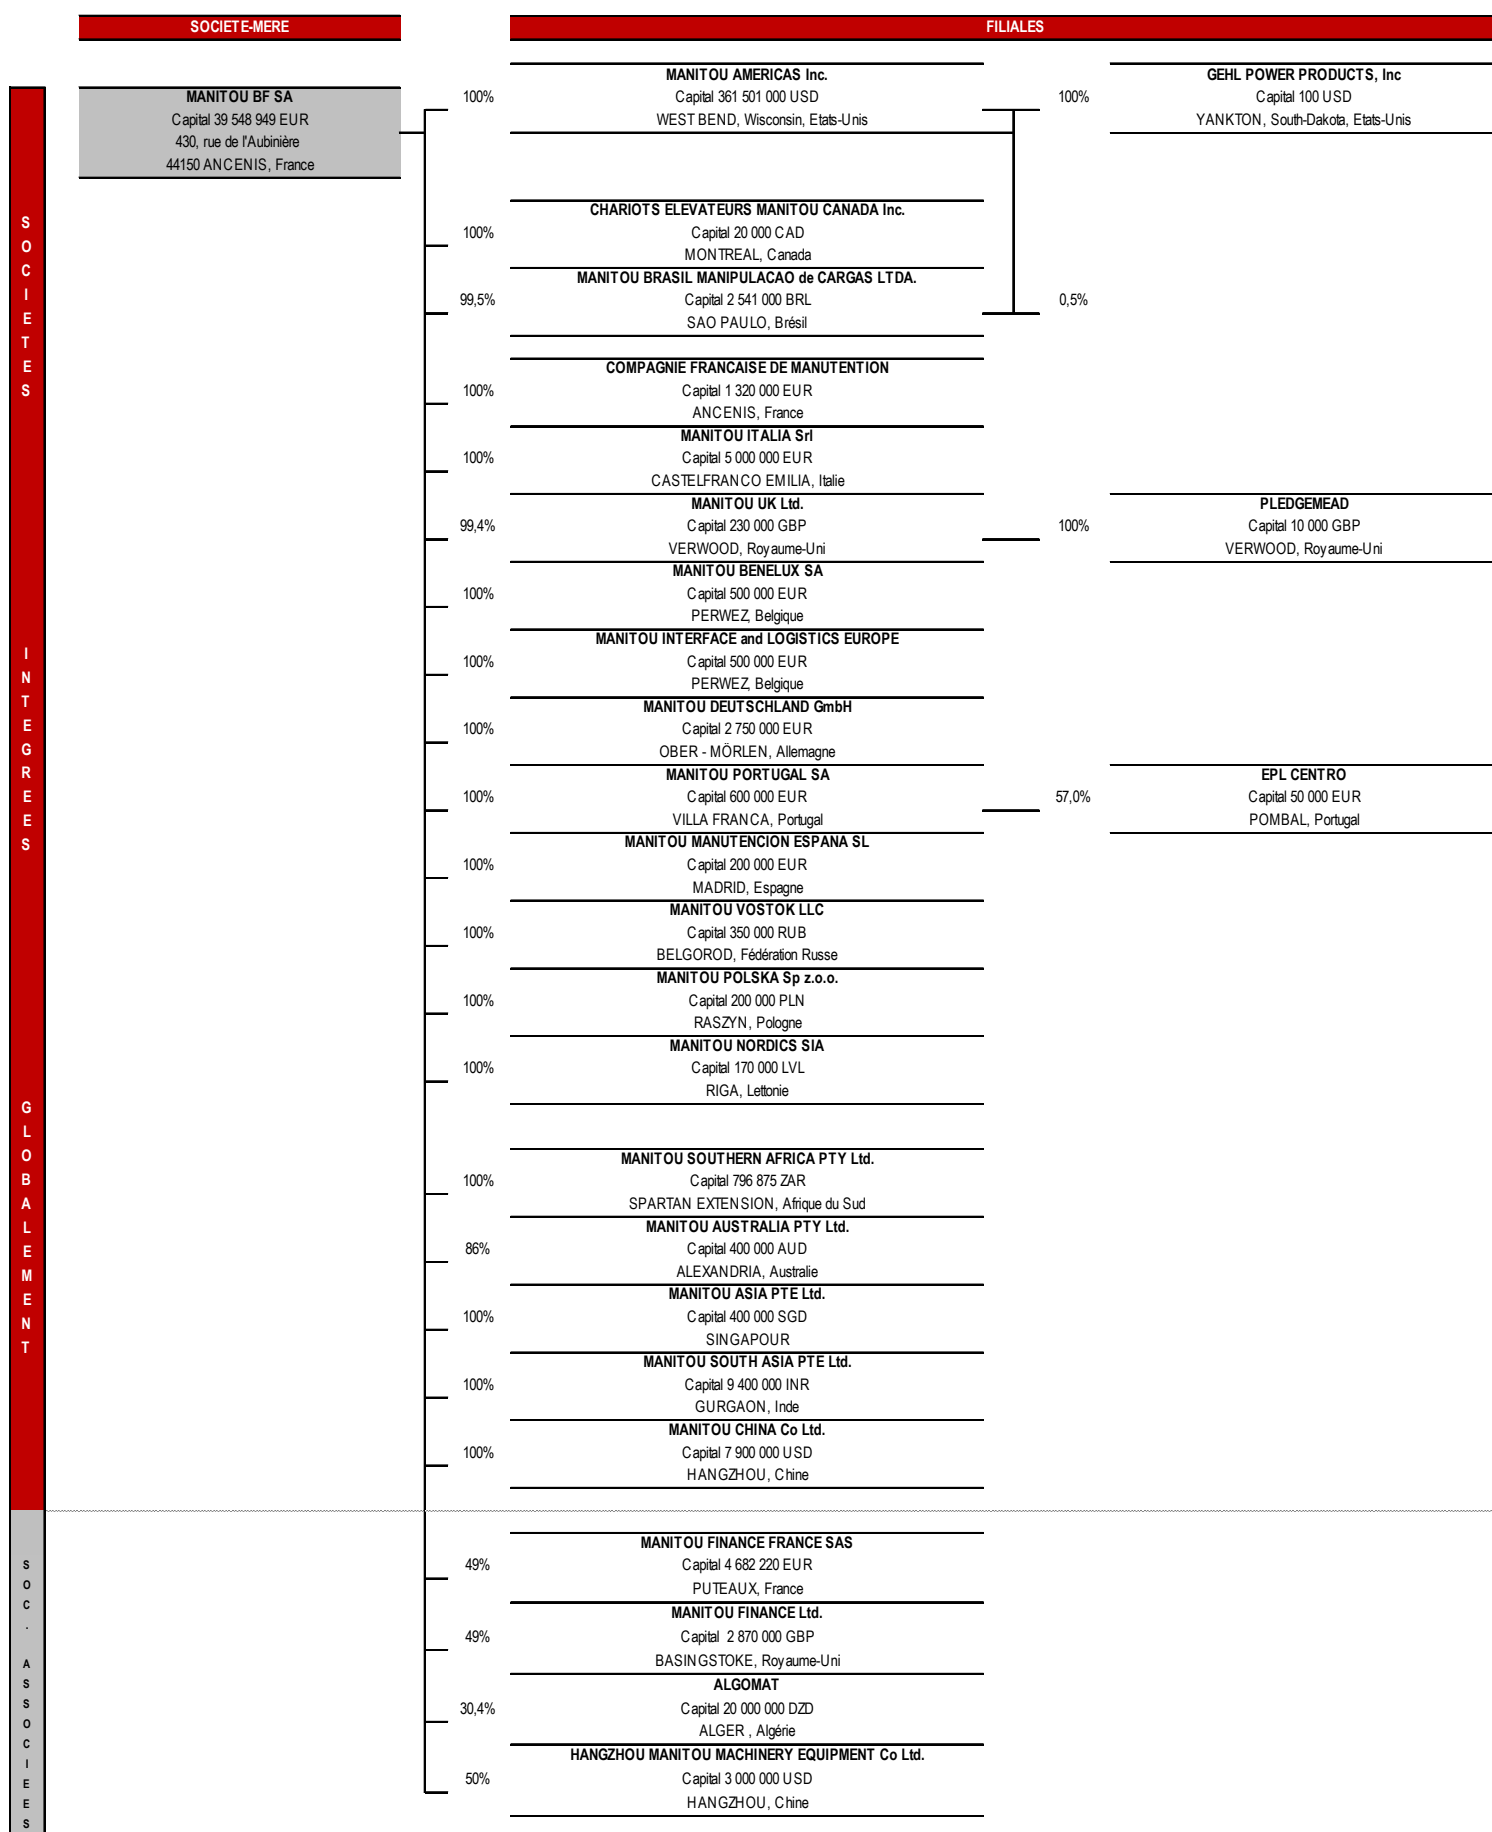 SOCIETE-MERE
FILIALES
MANITOU BF SA
Capital 39 548 949 EUR
430, rue de l'Aubinière
44150 ANCENIS, France
100%
MANITOU AMERICAS Inc.
Capital 361 501 000 USD
WEST BEND, Wisconsin, Etats-Unis
100%
GEHL POWER PRODUCTS, Inc
Capital 100 USD
YANKTON, South-Dakota, Etats-Unis
100%
CHARIOTS ELEVATEURS MANITOU CANADA Inc.
Capital 20 000 CAD
MONTREAL, Canada
99,5%
MANITOU BRASIL MANIPULACAO de CARGAS LTDA.
Capital 2 541 000 BRL
SAO PAULO, Brésil
0,5%
100%
COMPAGNIE FRANCAISE DE MANUTENTION
Capital 1 320 000 EUR
ANCENIS, France
100%
MANITOU ITALIA Srl
Capital 5 000 000 EUR
CASTELFRANCO EMILIA, Italie
99,4%
MANITOU UK Ltd.
Capital 230 000 GBP
VERWOOD, Royaume-Uni
100%
PLEDGEMEAD
Capital 10 000 GBP
VERWOOD, Royaume-Uni
100%
MANITOU BENELUX SA
Capital 500 000 EUR
PERWEZ, Belgique
100%
MANITOU INTERFACE and LOGISTICS EUROPE
Capital 500 000 EUR
PERWEZ, Belgique
100%
MANITOU DEUTSCHLAND GmbH
Capital 2 750 000 EUR
OBER - MÖRLEN, Allemagne
100%
MANITOU PORTUGAL SA
Capital 600 000 EUR
VILLA FRANCA, Portugal
57,0%
EPL CENTRO
Capital 50 000 EUR
POMBAL, Portugal
100%
MANITOU MANUTENCION ESPANA SL
Capital 200 000 EUR
MADRID, Espagne
100%
MANITOU VOSTOK LLC
Capital 350 000 RUB
BELGOROD, Fédération Russe
100%
MANITOU POLSKA Sp z.o.o.
Capital 200 000 PLN
RASZYN, Pologne
100%
MANITOU NORDICS SIA
Capital 170 000 LVL
RIGA, Lettonie
100%
MANITOU SOUTHERN AFRICA PTY Ltd.
Capital 796 875 ZAR
SPARTAN EXTENSION, Afrique du Sud
86%
MANITOU AUSTRALIA PTY Ltd.
Capital 400 000 AUD
ALEXANDRIA, Australie
100%
MANITOU ASIA PTE Ltd.
Capital 400 000 SGD
SINGAPOUR
100%
MANITOU SOUTH ASIA PTE Ltd.
Capital 9 400 000 INR
GURGAON, Inde
100%
MANITOU CHINA Co Ltd.
Capital 7 900 000 USD
HANGZHOU, Chine
SOCIETES INTEGREES GLOBALEMENT
49%
MANITOU FINANCE FRANCE SAS
Capital 4 682 220 EUR
PUTEAUX, France
49%
MANITOU FINANCE Ltd.
Capital 2 870 000 GBP
BASINGSTOKE, Royaume-Uni
30,4%
ALGOMAT
Capital 20 000 000 DZD
ALGER , Algérie
50%
HANGZHOU MANITOU MACHINERY EQUIPMENT Co Ltd.
Capital 3 000 000 USD
HANGZHOU, Chine
SOC. ASSOCIEES